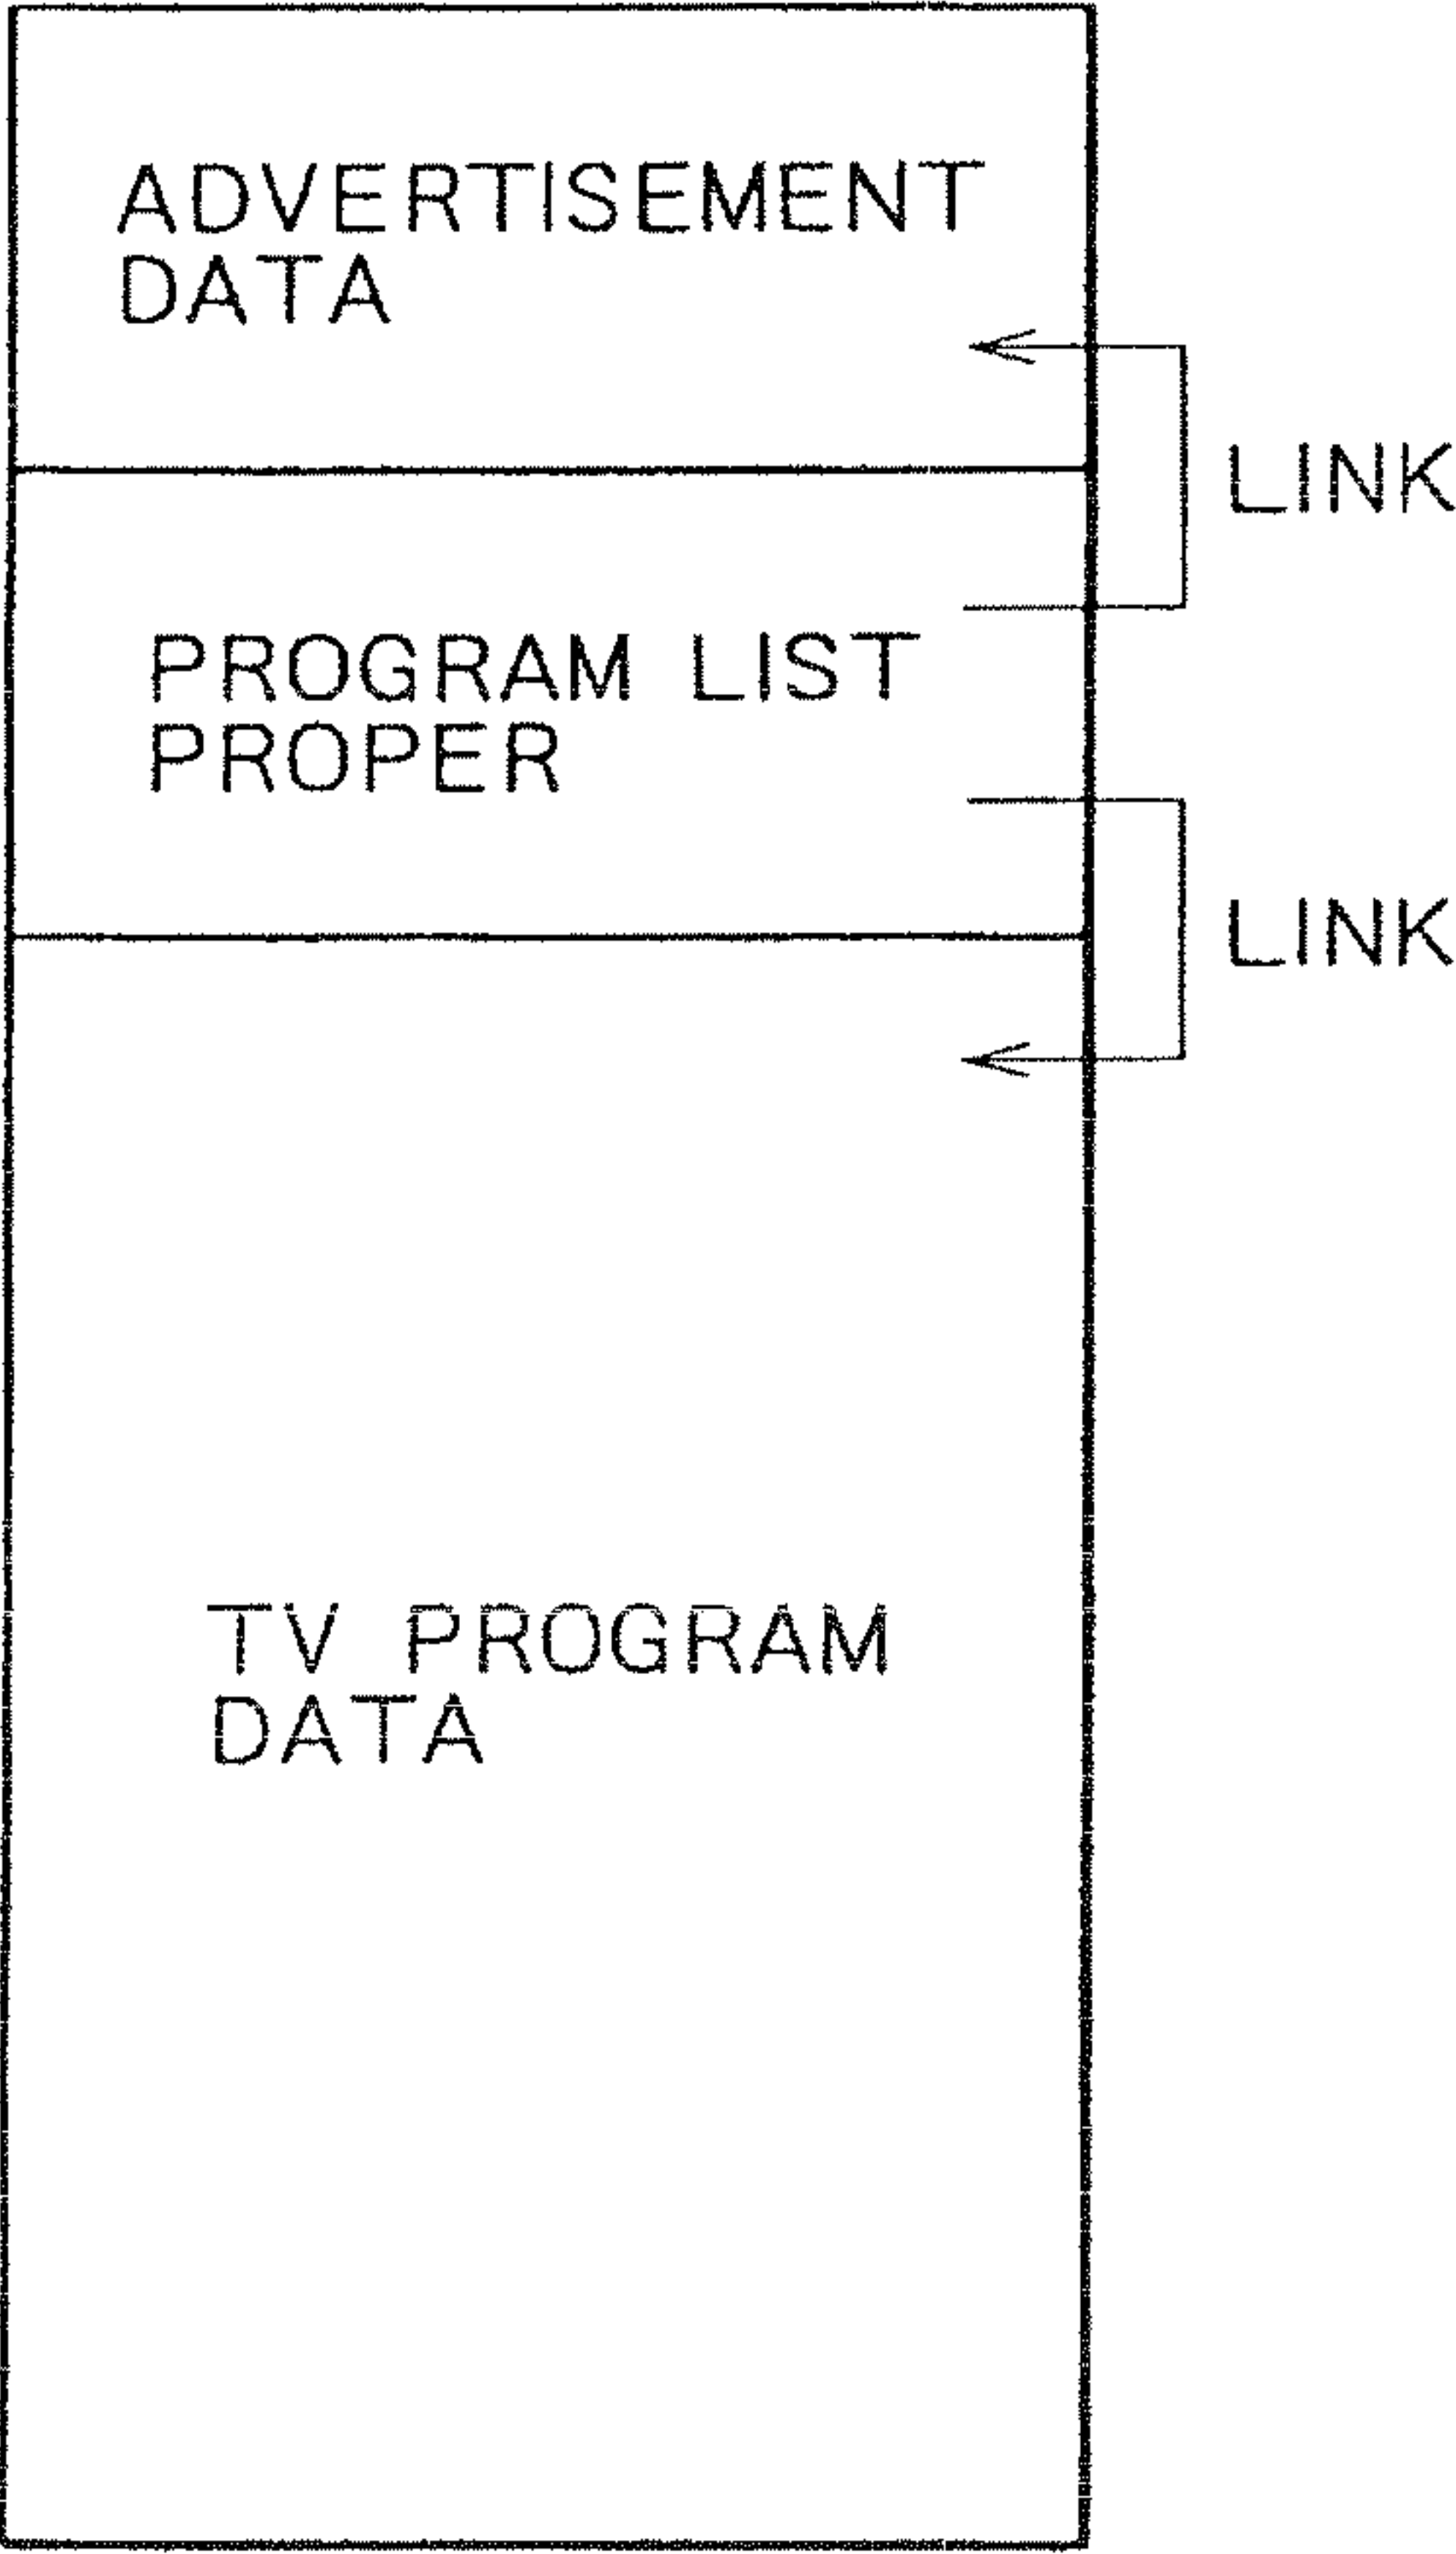 ADVERTISEMENT
DATA
LINK
PROGRAM LIST
PROPER
LINK
TV PROGRAM
DATA